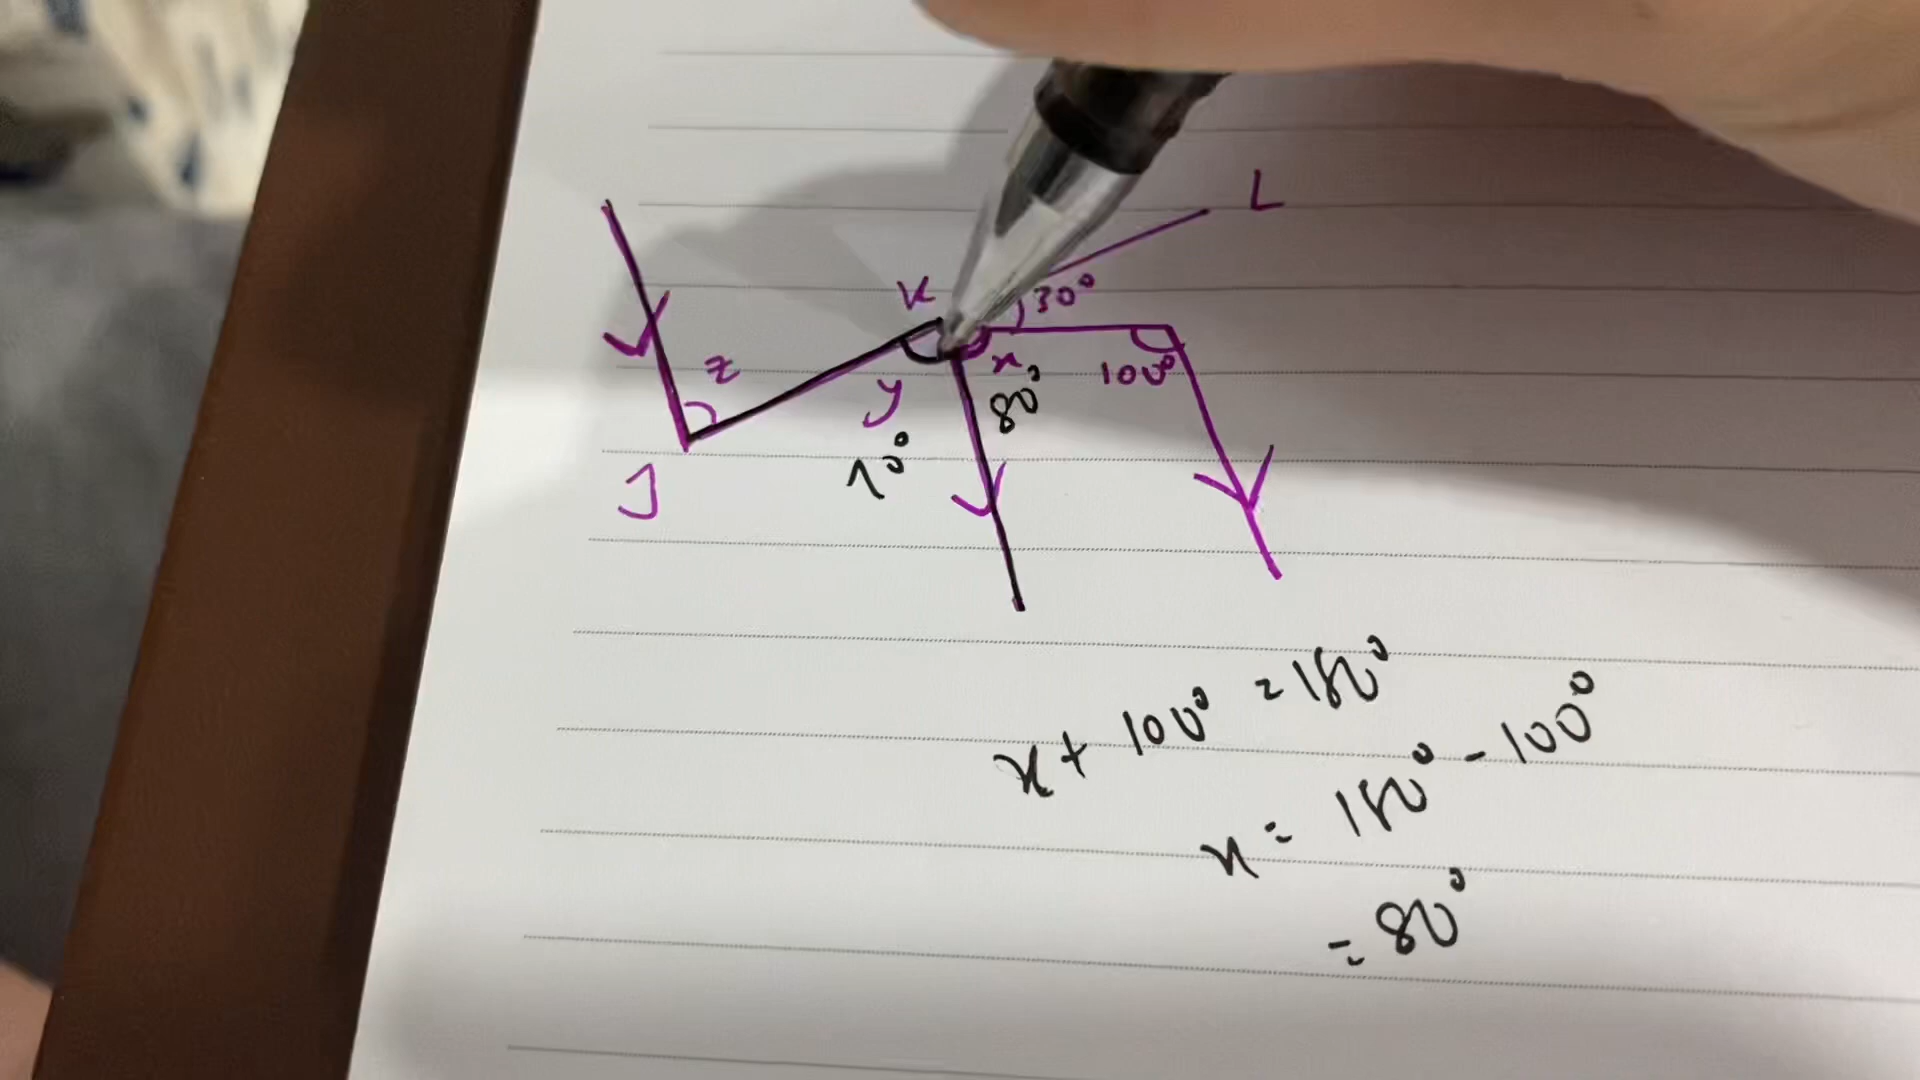 L
K
30°
z
x
100°
y
80°
70°
J
x + 100° = 180°
x = 180° - 100°
= 80°